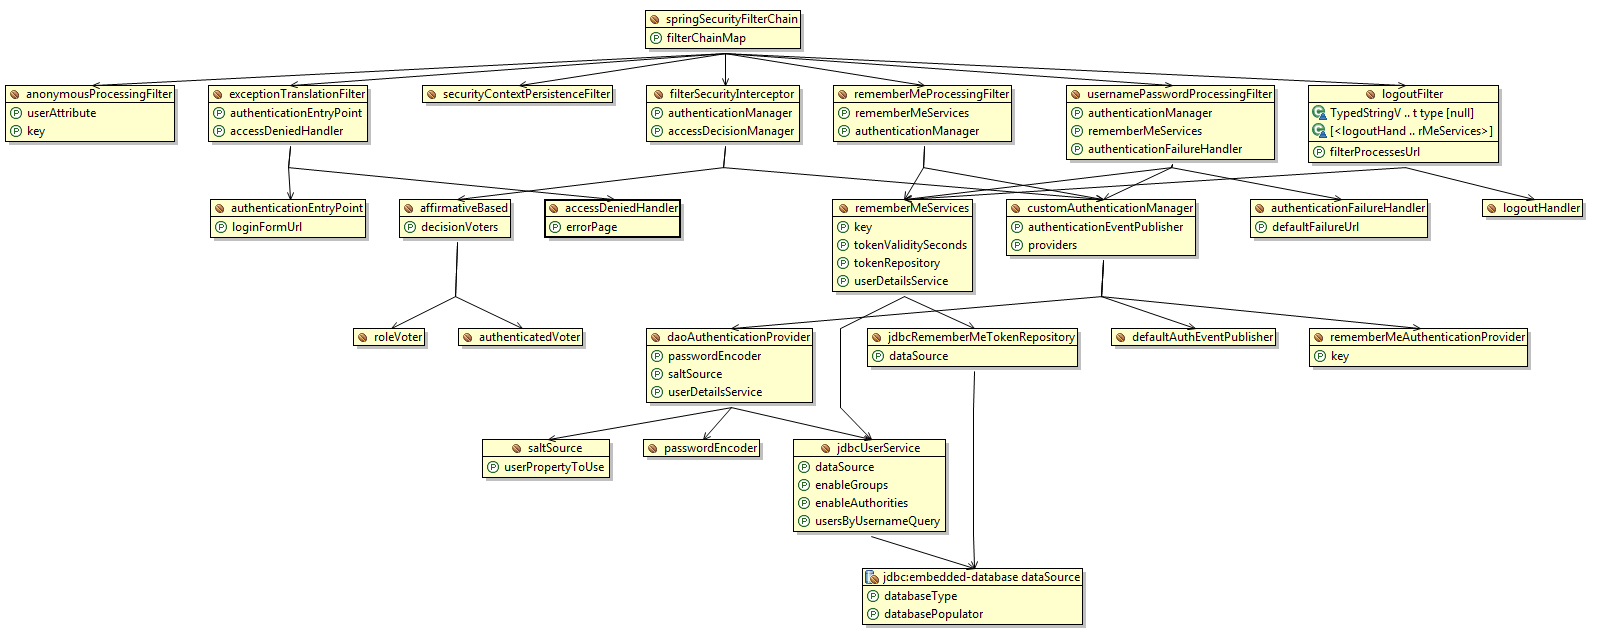 springSecurityFilterChain
filterChainMap
anonymousProcessingFilter
userAttribute
key
exceptionTranslationFilter
authenticationEntryPoint
accessDeniedHandler
securityContextPersistenceFilter
filterSecurityInterceptor
authenticationManager
accessDecisionManager
rememberMeProcessingFilter
rememberMeServices
authenticationManager
usernamePasswordProcessingFilter
authenticationManager
rememberMeServices
authenticationFailureHandler
logoutFilter
TypedStringV .. t type [null]
[<logoutHand .. rMeServices>]
filterProcessesUrl
authenticationEntryPoint
loginFormUrl
affirmativeBased
decisionVoters
accessDeniedHandler
errorPage
rememberMeServices
key
tokenValiditySeconds
tokenRepository
userDetailsService
customAuthenticationManager
authenticationEventPublisher
providers
authenticationFailureHandler
defaultFailureUrl
logoutHandler
roleVoter
authenticatedVoter
daoAuthenticationProvider
passwordEncoder
saltSource
userDetailsService
jdbcRememberMeTokenRepository
dataSource
defaultAuthEventPublisher
rememberMeAuthenticationProvider
key
saltSource
userPropertyToUse
passwordEncoder
jdbcUserService
dataSource
enableGroups
enableAuthorities
usersByUsernameQuery
jdbc:embedded-database dataSource
databaseType
databasePopulator